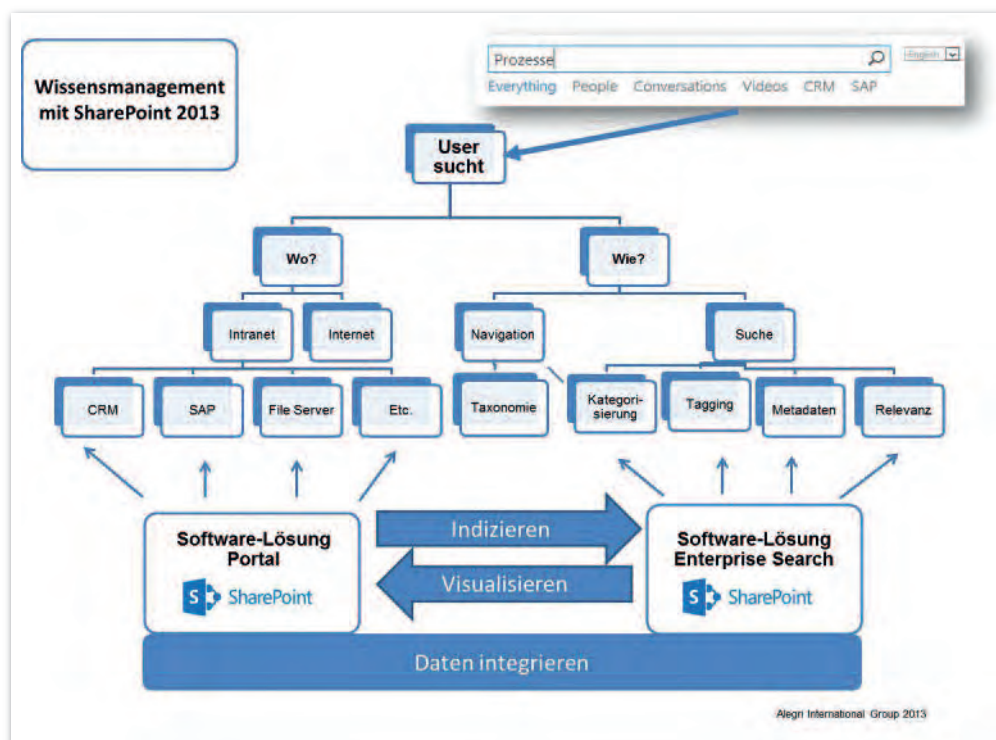 Wissensmanagement
mit SharePoint 2013
Prozesse
English
Everything People Conversations Videos CRM SAP
User
sucht
Wo?
Wie?
Intranet
Internet
Navigation
Suche
CRM
SAP
File Server
Etc.
Taxonomie
Kategori-
sierung
Tagging
Metadaten
Relevanz
Software-Lösung
Portal
S SharePoint
Indizieren
Visualisieren
Software-Lösung
Enterprise Search
S SharePoint
Daten integrieren
Alegri International Group 2013